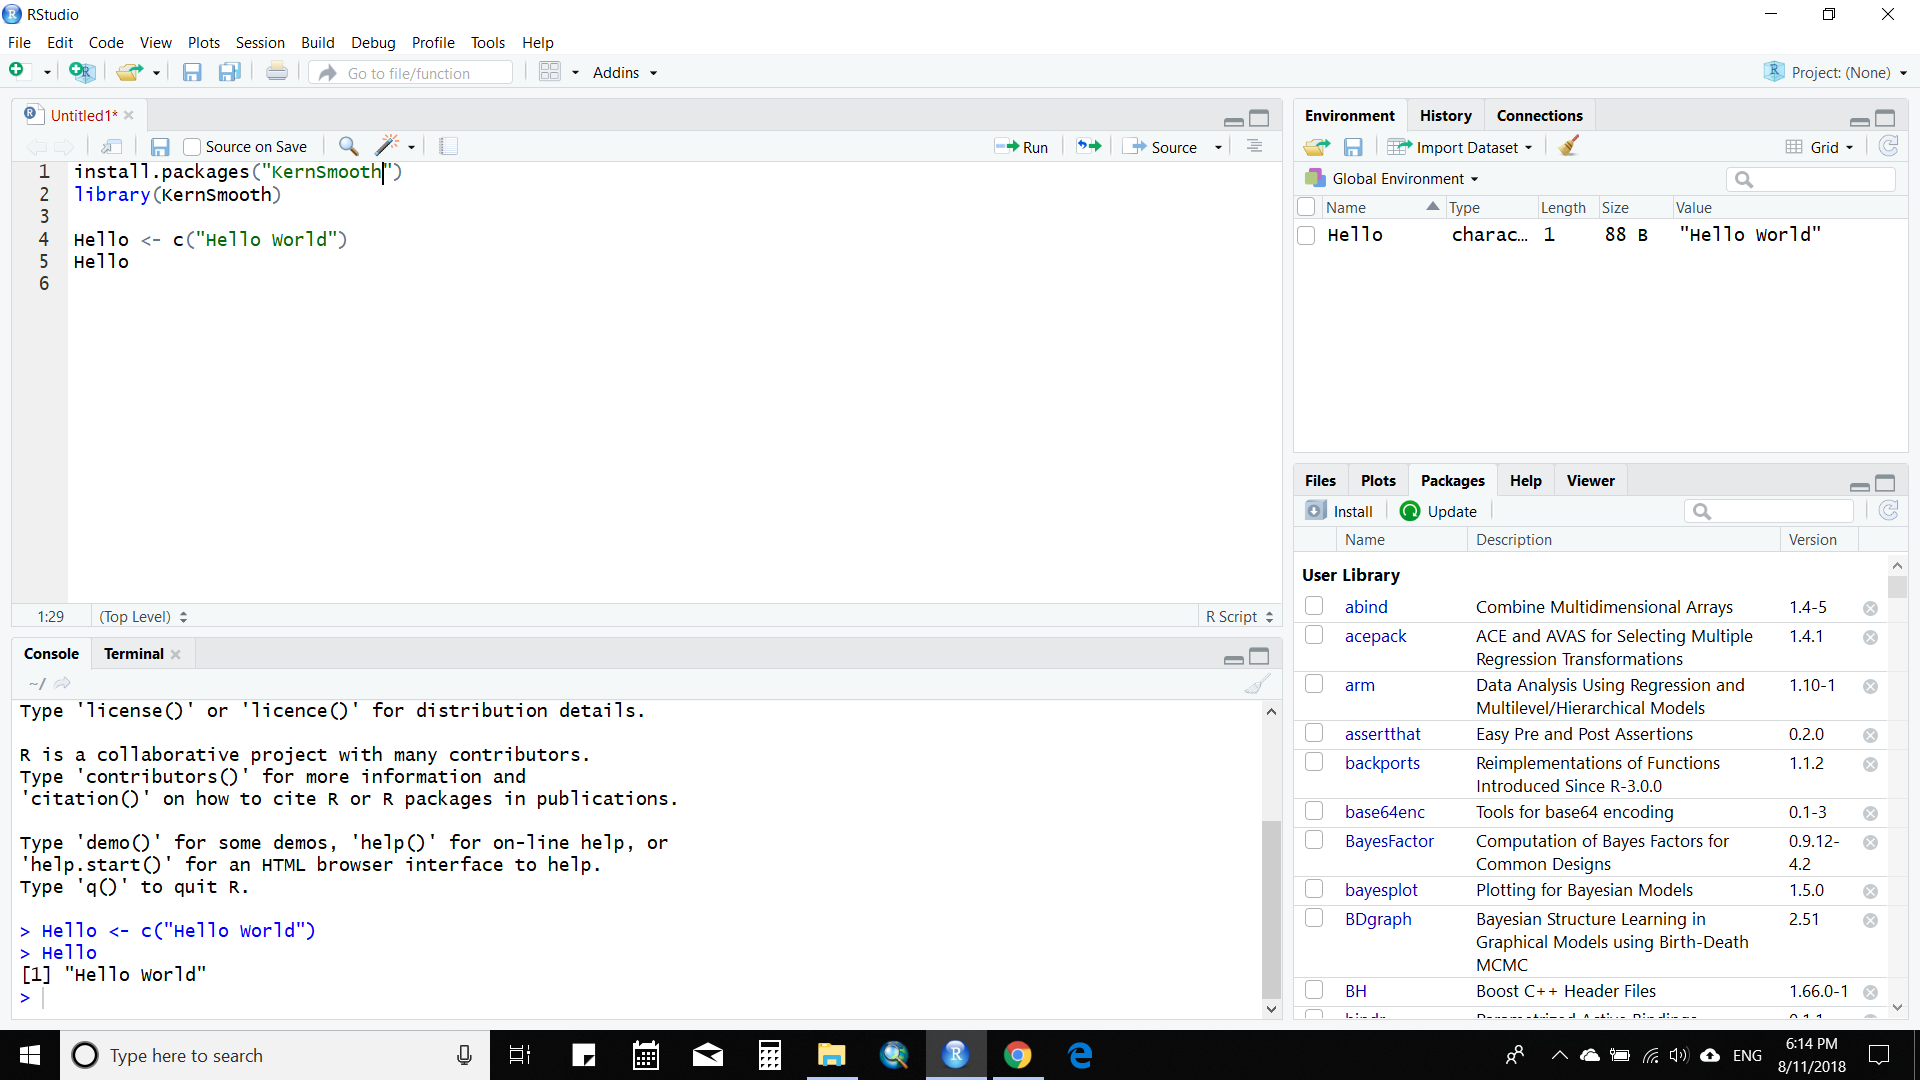 RStudio
File Edit Code View Plots Session Build Debug Profile Tools Help
Go to file/function Addins Project: (None)
Untitled1*
Source on Save Run Source
1 install.packages("KernSmooth")
2 library(KernSmooth)
3
4 Hello <- c("Hello World")
5 Hello
6
1:29 (Top Level) R Script
Console Terminal
~/
Type 'license()' or 'licence()' for distribution details.
R is a collaborative project with many contributors.
Type 'contributors()' for more information and
'citation()' on how to cite R or R packages in publications.
Type 'demo()' for some demos, 'help()' for on-line help, or
'help.start()' for an HTML browser interface to help.
Type 'q()' to quit R.
> Hello <- c("Hello World")
> Hello
[1] "Hello World"
>
Environment History Connections
Import Dataset Grid
Global Environment
Name Type Length Size Value
Hello charac... 1 88 B "Hello World"
Files Plots Packages Help Viewer
Install Update
Name Description Version
User Library
abind Combine Multidimensional Arrays 1.4-5
acepack ACE and AVAS for Selecting Multiple 1.4.1
Regression Transformations
arm Data Analysis Using Regression and 1.10-1
Multilevel/Hierarchical Models
assertthat Easy Pre and Post Assertions 0.2.0
backports Reimplementations of Functions 1.1.2
Introduced Since R-3.0.0
base64enc Tools for base64 encoding 0.1-3
BayesFactor Computation of Bayes Factors for 0.9.12-
Common Designs 4.2
bayesplot Plotting for Bayesian Models 1.5.0
BDgraph Bayesian Structure Learning in 2.51
Graphical Models using Birth-Death
MCMC
BH Boost C++ Header Files 1.66.0-1
Type here to search
ENG
6:14 PM
8/11/2018